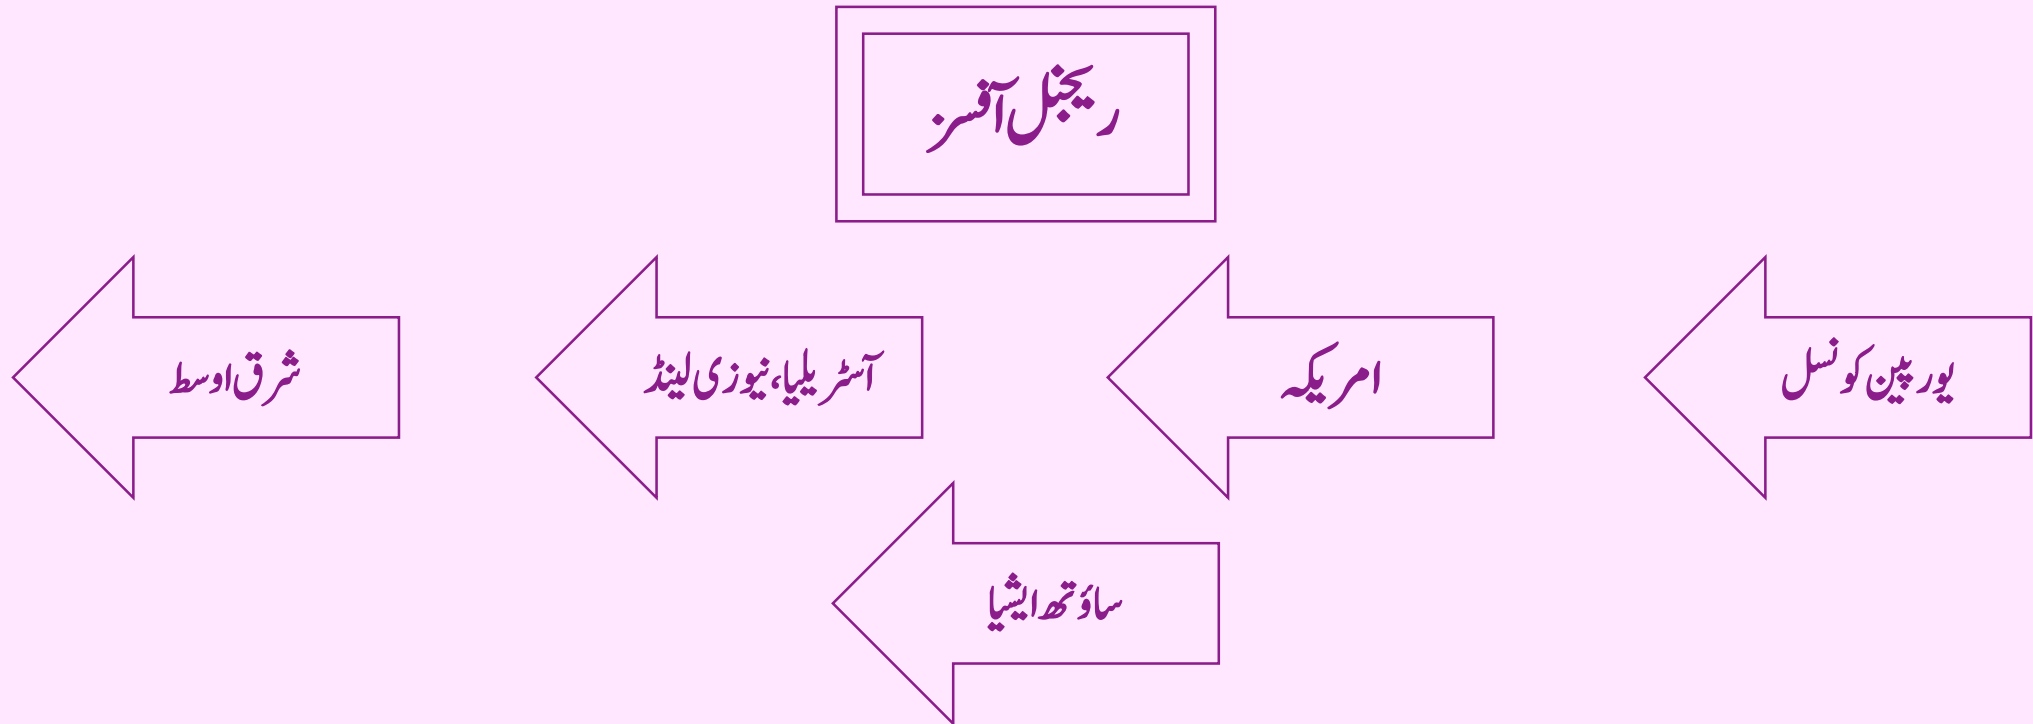 ریجنل آفسز
یورپین کونسل
امریکہ
آسٹریلیا، نیوزی لینڈ
شرق اوسط
ساؤتھ ایشیا